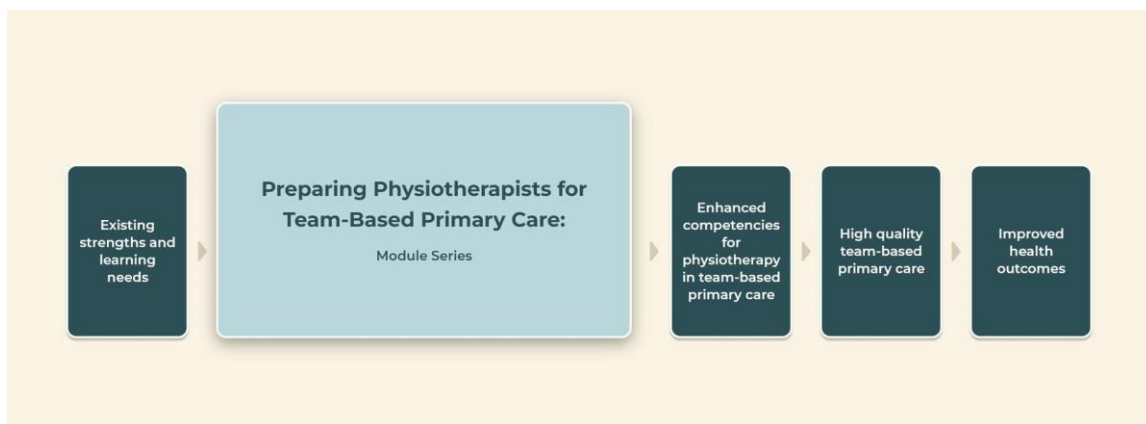 Existing
strengths and
learning
needs
Preparing Physiotherapists for
Team-Based Primary Care:
Module Series
Enhanced
competencies
for
physiotherapy
in team-based
primary care
High quality
team-based
primary care
Improved
health
outcomes